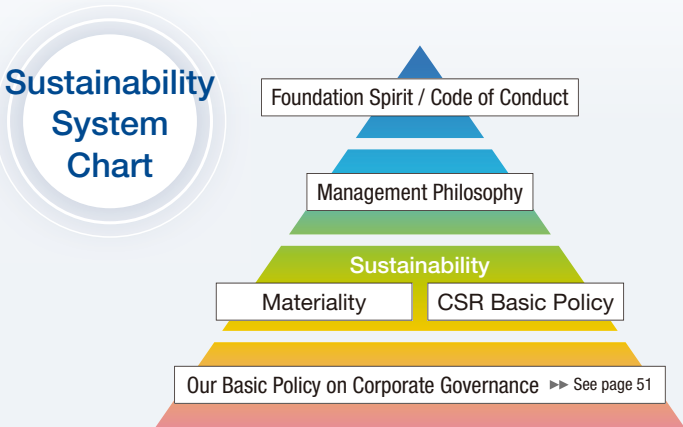 Sustainability
System
Chart
Foundation Spirit / Code of Conduct
Management Philosophy
Sustainability
Materiality
CSR Basic Policy
Our Basic Policy on Corporate Governance ▶▶ See page 51